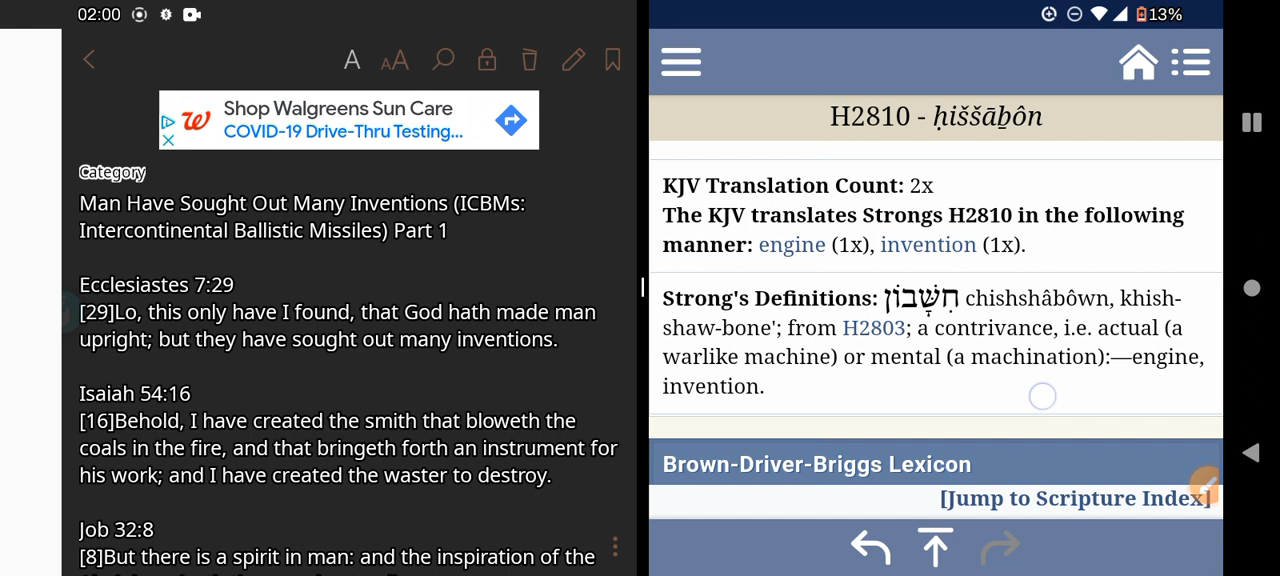 02:00
13%
Shop Walgreens Sun Care
COVID-19 Drive-Thru Testing...
Category
Man Have Sought Out Many Inventions (ICBMs:
Intercontinental Ballistic Missiles) Part 1
Ecclesiastes 7:29
[29]Lo, this only have I found, that God hath made man
upright; but they have sought out many inventions.
Isaiah 54:16
[16]Behold, I have created the smith that bloweth the
coals in the fire, and that bringeth forth an instrument for
his work; and I have created the waster to destroy.
Job 32:8
[8]But there is a spirit in man: and the inspiration of the
H2810 - ḥiššāḇôn
KJV Translation Count: 2x
The KJV translates Strongs H2810 in the following
manner: engine (1x), invention (1x).
Strong's Definitions: חִשָּׁבוֹן chishshâbôwn, khish-
shaw-bone'; from H2803; a contrivance, i.e. actual (a
warlike machine) or mental (a machination):—engine,
invention.
Brown-Driver-Briggs Lexicon
[Jump to Scripture Index]